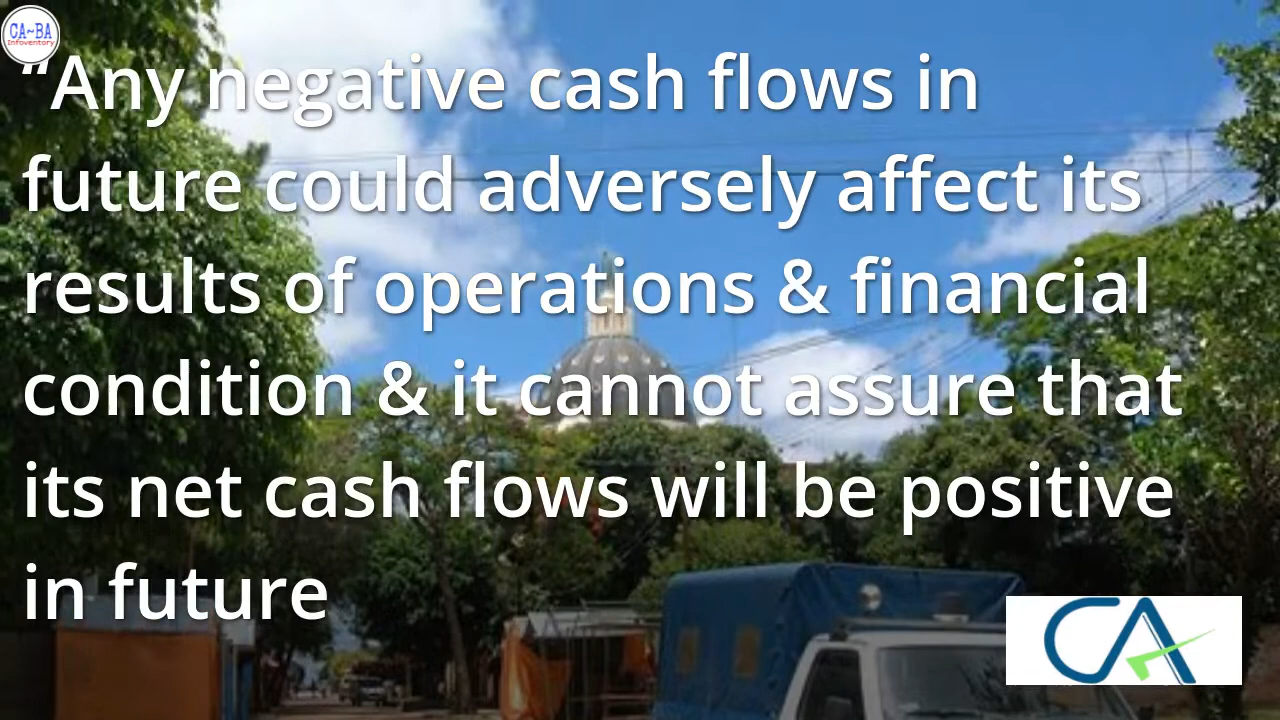 CA~BA
Infoventory
“Any negative cash flows in
future could adversely affect its
results of operations & financial
condition & it cannot assure that
its net cash flows will be positive
in future
CA